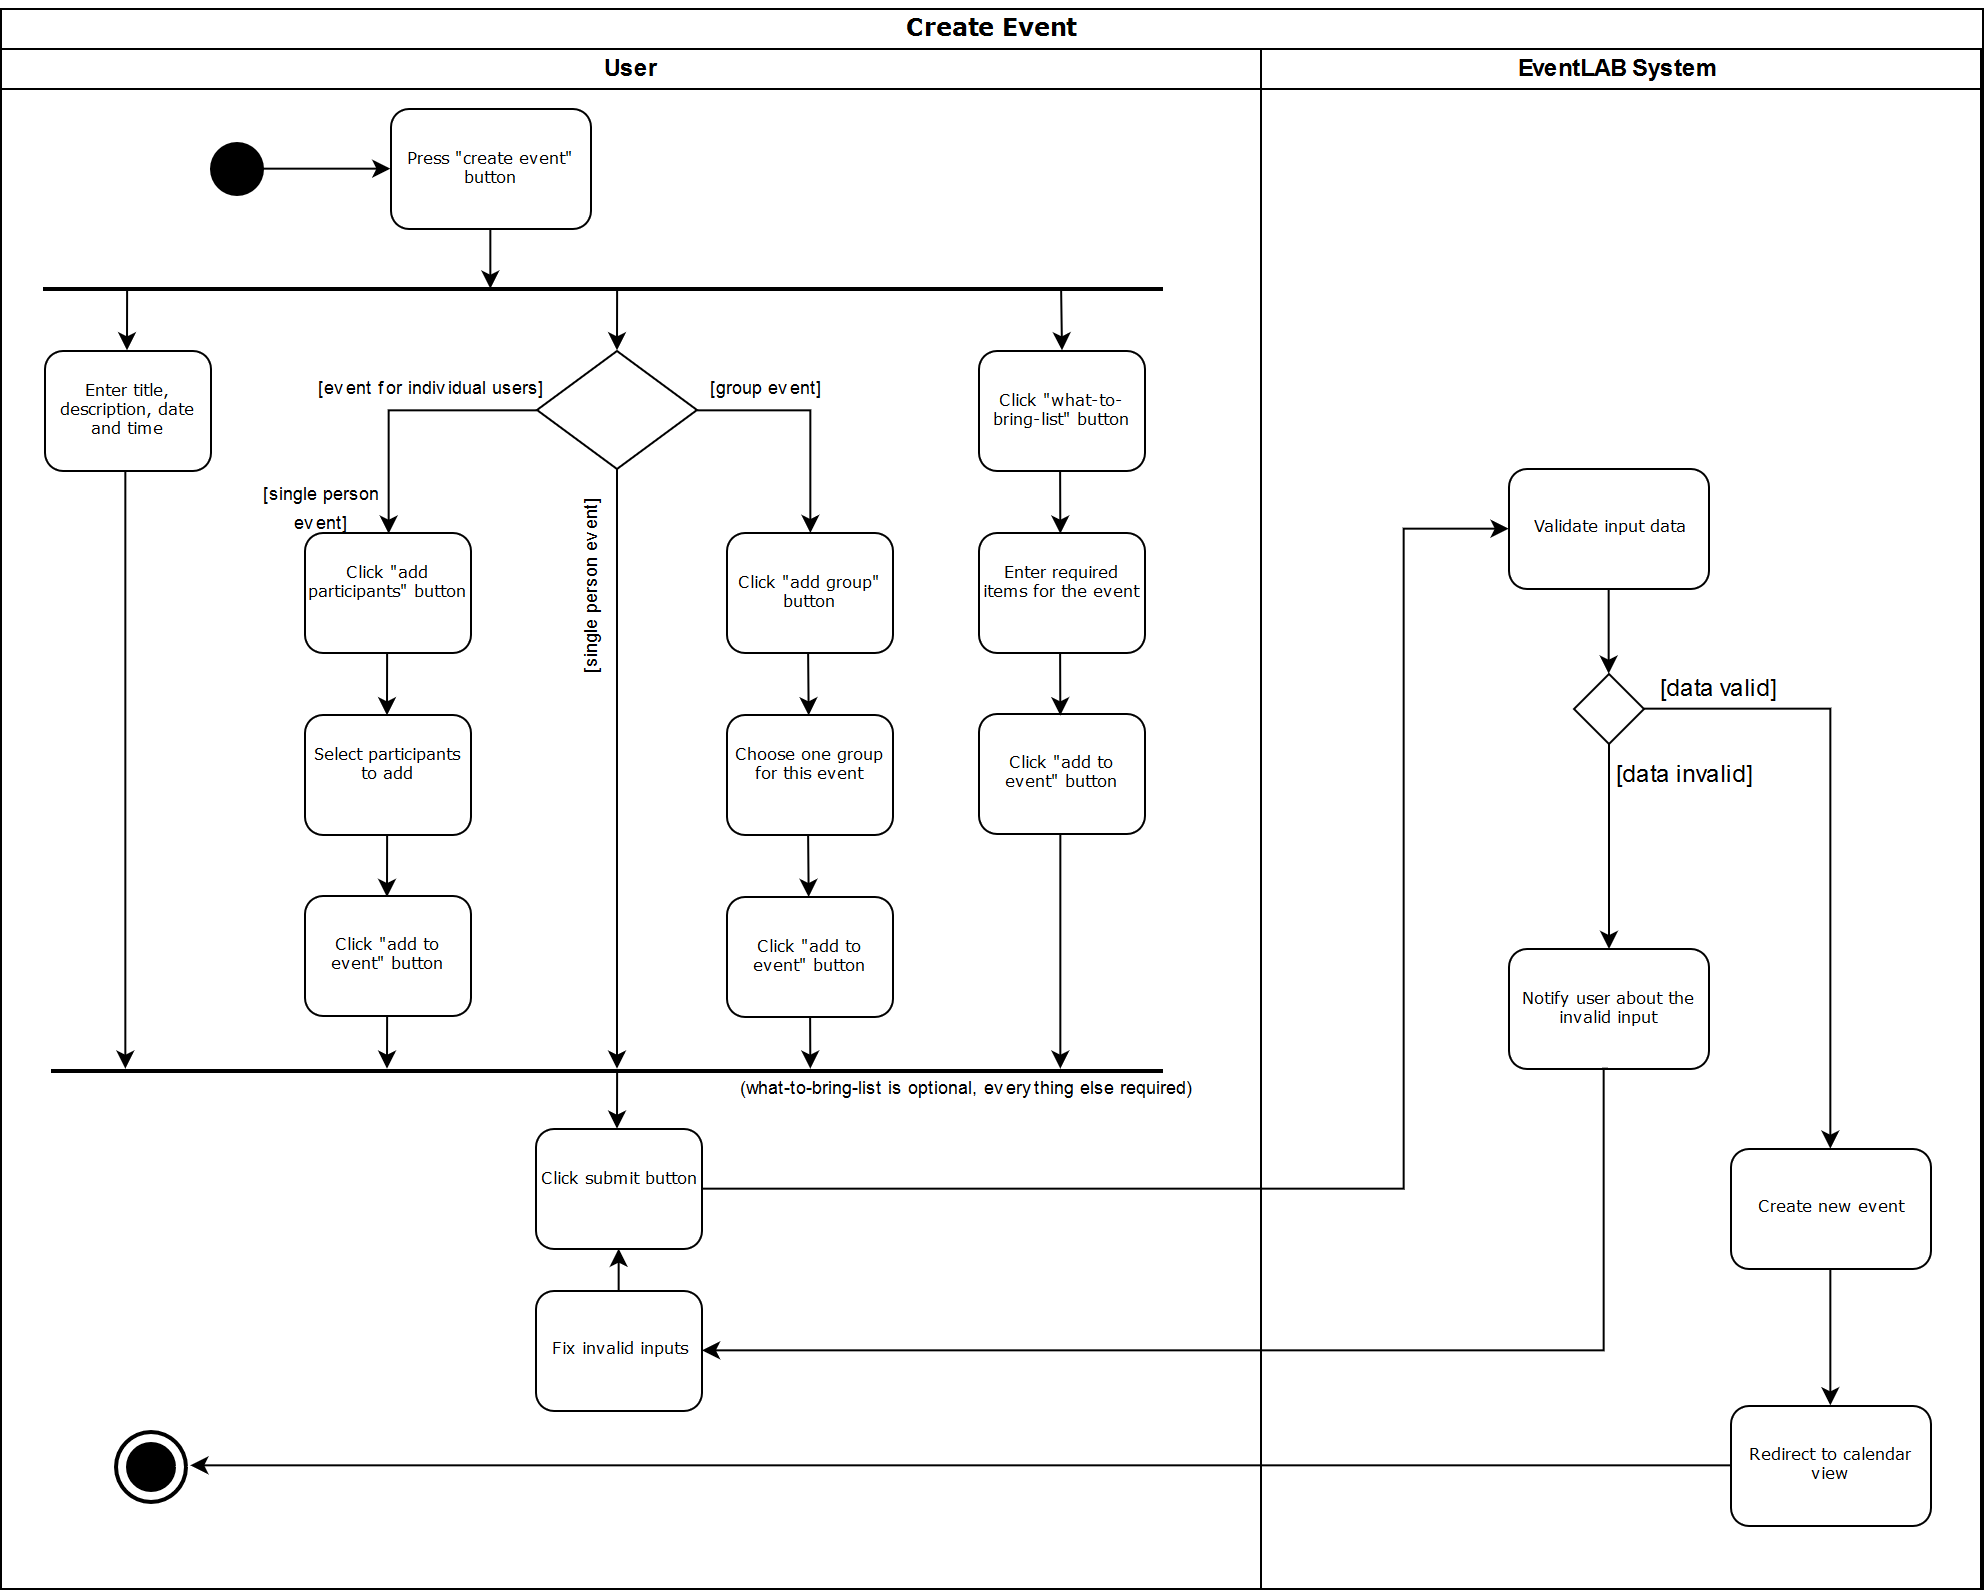 Create Event
User
EventLAB System
Press "create event"
button
Enter title,
description, date
and time
[event for individual users]
[group event]
Click "what-to-
bring-list" button
[single person
event]
[single person event]
Click "add
participants" button
Click "add group"
button
Enter required
items for the event
Validate input data
[data valid]
[data invalid]
Select participants
to add
Choose one group
for this event
Click "add to
event" button
Click "add to
event" button
Click "add to
event" button
Notify user about the
invalid input
(what-to-bring-list is optional, everything else required)
Click submit button
Create new event
Fix invalid inputs
Redirect to calendar
view